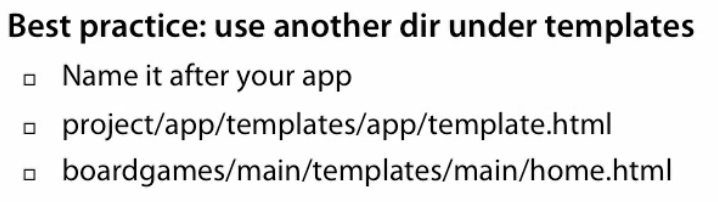 Best practice: use another dir under templates
Name it after your app
project/app/templates/app/template.html
boardgames/main/templates/main/home.html